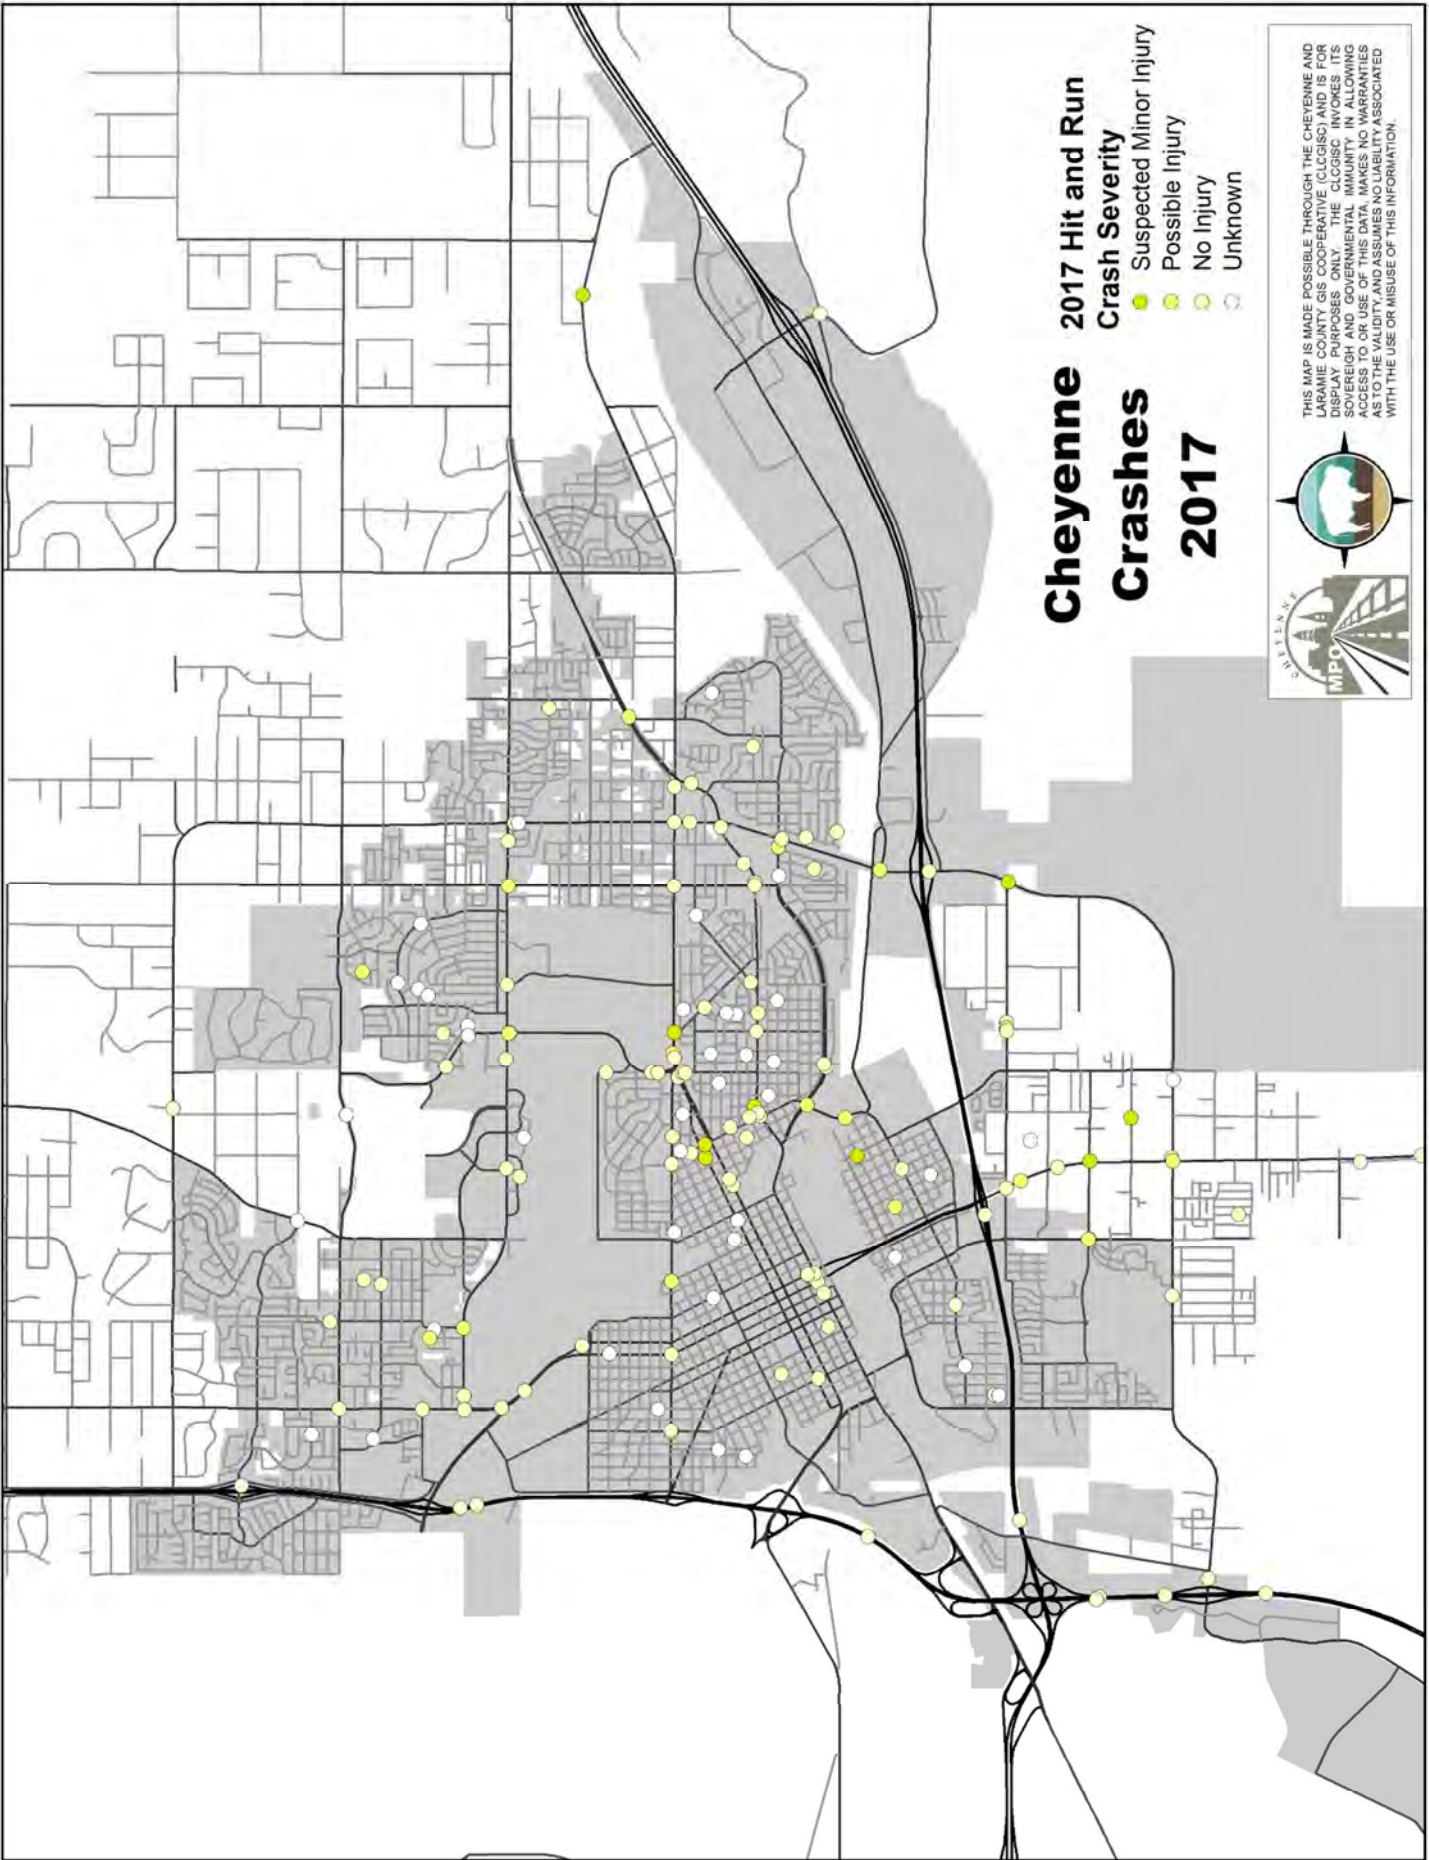 Cheyenne
Crashes
2017
2017 Hit and Run
Crash Severity
Suspected Minor Injury
Possible Injury
No Injury
Unknown
CHEYENNE
MPO
THIS MAP IS MADE POSSIBLE THROUGH THE CHEYENNE AND
LARAMIE COUNTY GIS COOPERATIVE (CLCGISC) AND IS FOR
DISPLAY PURPOSES ONLY. THE CLCGISC INVOKES ITS
SOVEREIGH AND GOVERNMENTAL IMMUNITY IN ALLOWING
ACCESS TO OR USE OF THIS DATA, MAKES NO WARRANTIES
AS TO THE VALIDITY, AND ASSUMES NO LIABILITY ASSOCIATED
WITH THE USE OR MISUSE OF THIS INFORMATION.